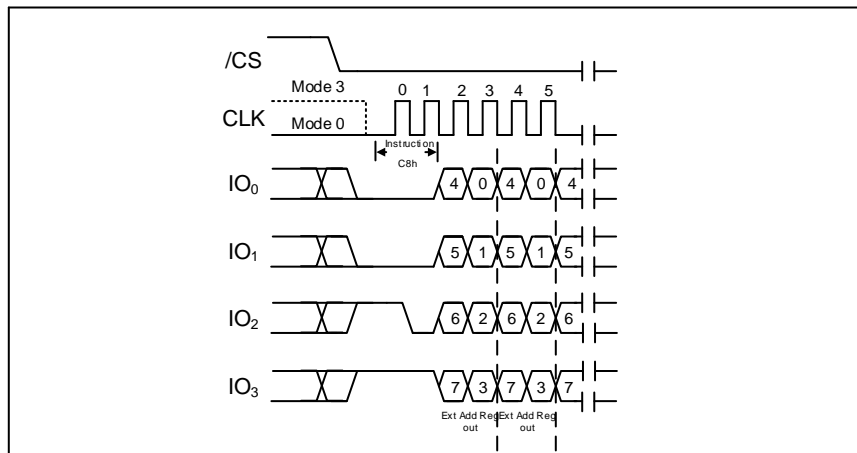 /CS
Mode 3
0 1 2 3 4 5
CLK
Mode 0
Instruction
C8h
IO0 4 0 4 0 4
IO1 5 1 5 1 5
IO2 6 2 6 2 6
IO3 7 3 7 3 7
Ext Add Reg Ext Add Reg
out out